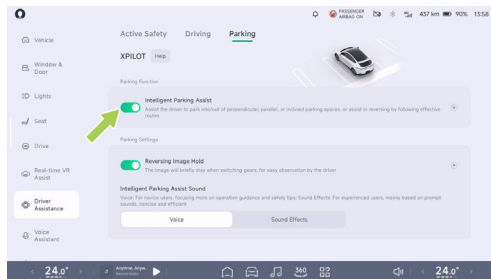 PASSENGER
AIRBAG ON
437 km
90%
13:58
Vehicle
Window &
Door
Lights
Seat
Drive
Real-time VR
Assist
Driver
Assistance
Voice
Assistant
Active Safety
Driving
Parking
XPILOT
Help
Parking Function
Intelligent Parking Assist
Assist the driver to park into/out of perpendicular, parallel, or inclined parking spaces, or assist in reversing by following effective
routes
Parking Settings
Reversing Image Hold
The image will briefly stay when switching gears, for easy observation by the driver
Intelligent Parking Assist Sound
Voice: For novice users, focusing more on operation guidance and safety tips; Sound Effects: For experienced users, mainly based on prompt
sounds, concise and efficient
Voice
Sound Effects
24.0°
Anytime, Anyw..
360
24.0°